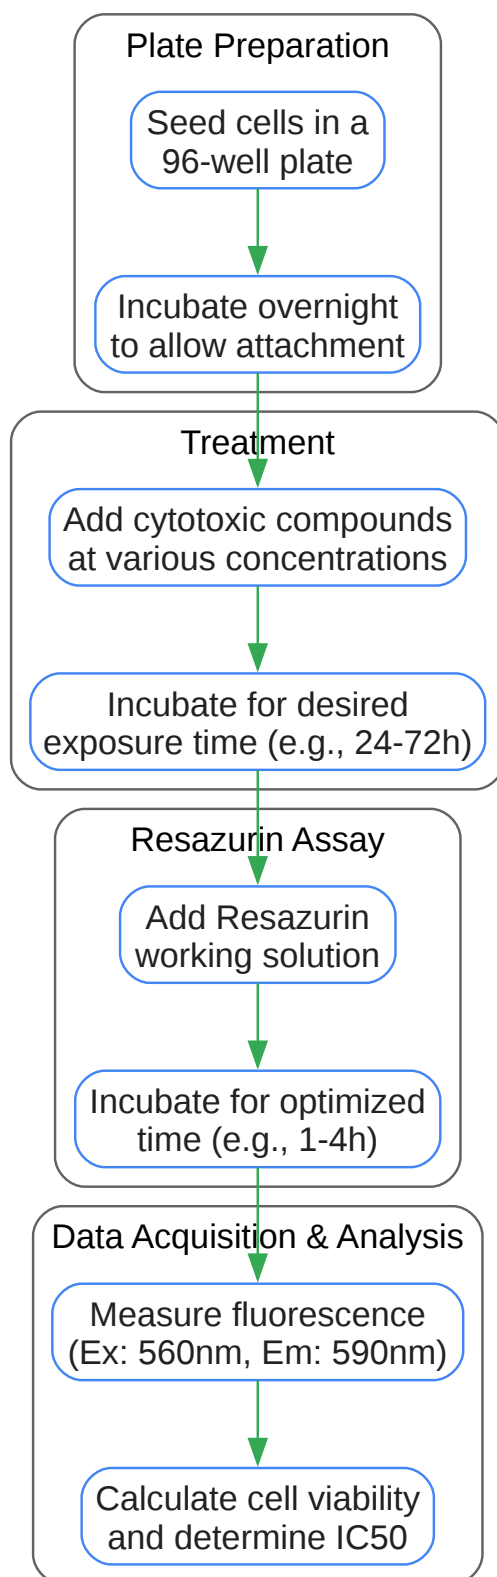 Plate Preparation
Seed cells in a
96-well plate
Incubate overnight
to allow attachment
Treatment
Add cytotoxic compounds
at various concentrations
Incubate for desired
exposure time (e.g., 24-72h)
Resazurin Assay
Add Resazurin
working solution
Incubate for optimized
time (e.g., 1-4h)
Data Acquisition & Analysis
Measure fluorescence
(Ex: 560nm, Em: 590nm)
Calculate cell viability
and determine IC50